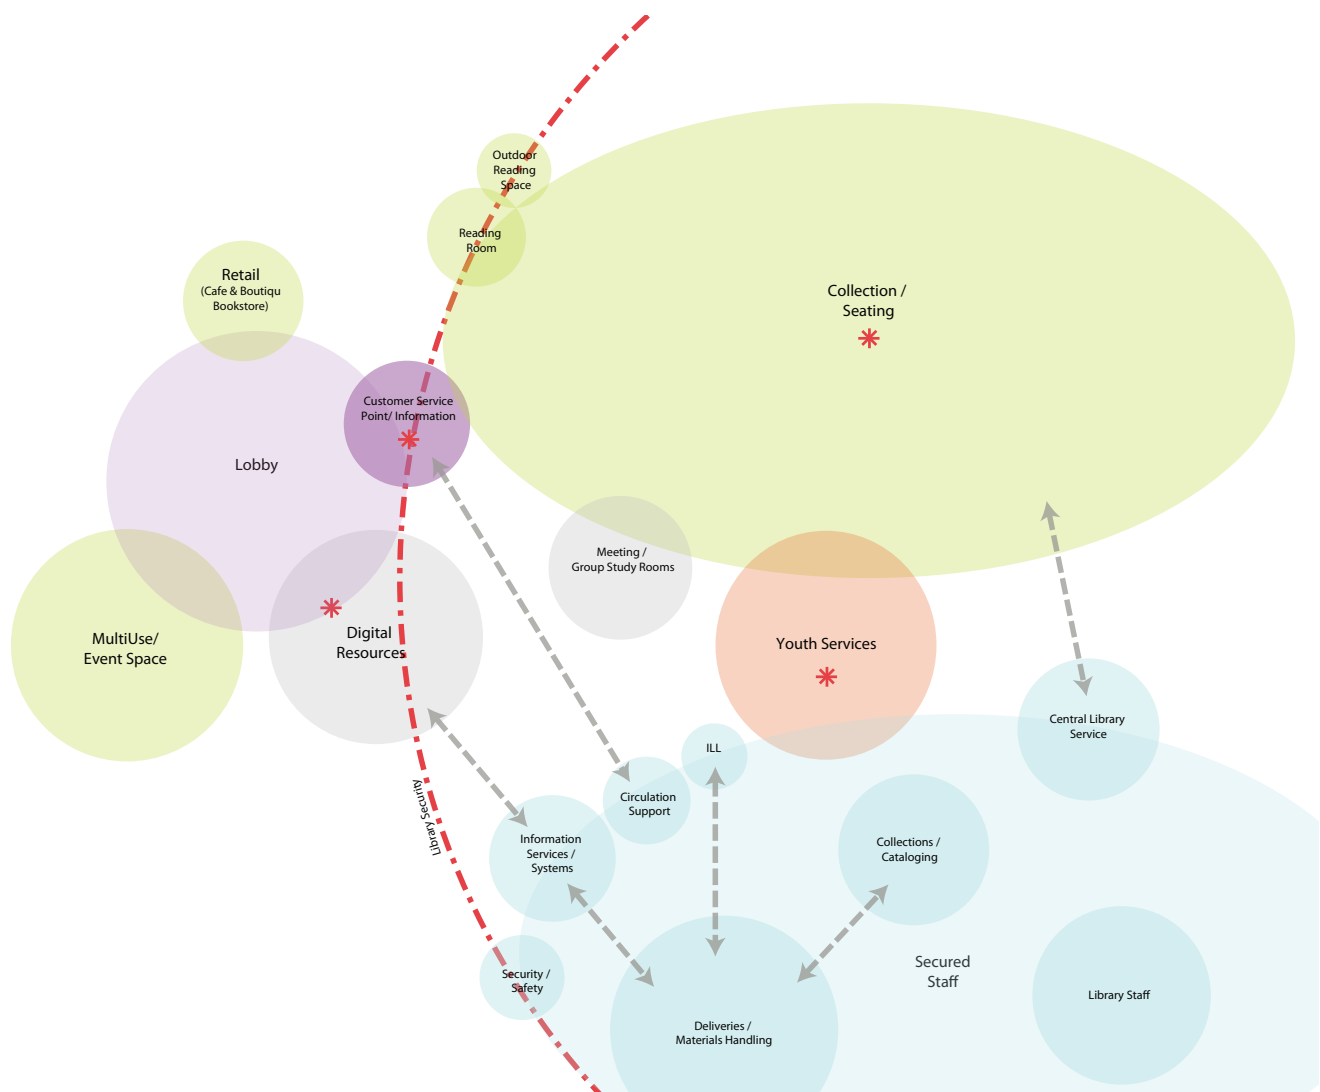 Outdoor
Reading
Space
Reading
Room
Retail
(Cafe & Boutiqu
Bookstore)
Collection /
Seating
Customer Service
Point/ Information
Lobby
Meeting /
Group Study Rooms
MultiUse/
Event Space
Digital
Resources
Youth Services
Central Library
Service
ILL
Library Security
Circulation
Support
Information
Services /
Systems
Collections /
Cataloging
Security /
Safety
Secured
Staff
Library Staff
Deliveries /
Materials Handling